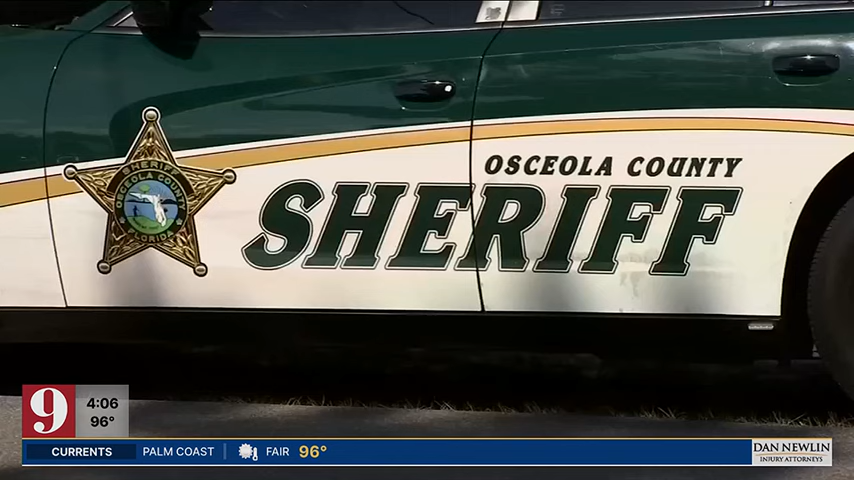 OSCEOLA COUNTY
SHERIFF
SHERIFF
OSCEOLA COUNTY
FLORIDA
9
4:06
96°
CURRENTS
PALM COAST
FAIR 96°
DAN NEWLIN
INJURY ATTORNEYS